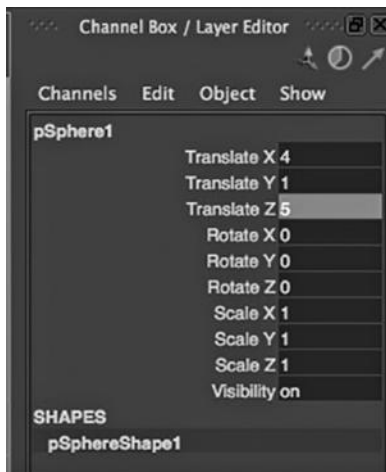 Channel Box / Layer Editor
Channels Edit Object Show
pSphere1
Translate X 4
Translate Y 1
Translate Z 5
Rotate X 0
Rotate Y 0
Rotate Z 0
Scale X 1
Scale Y 1
Scale Z 1
Visibility on
SHAPES
pSphereShape1